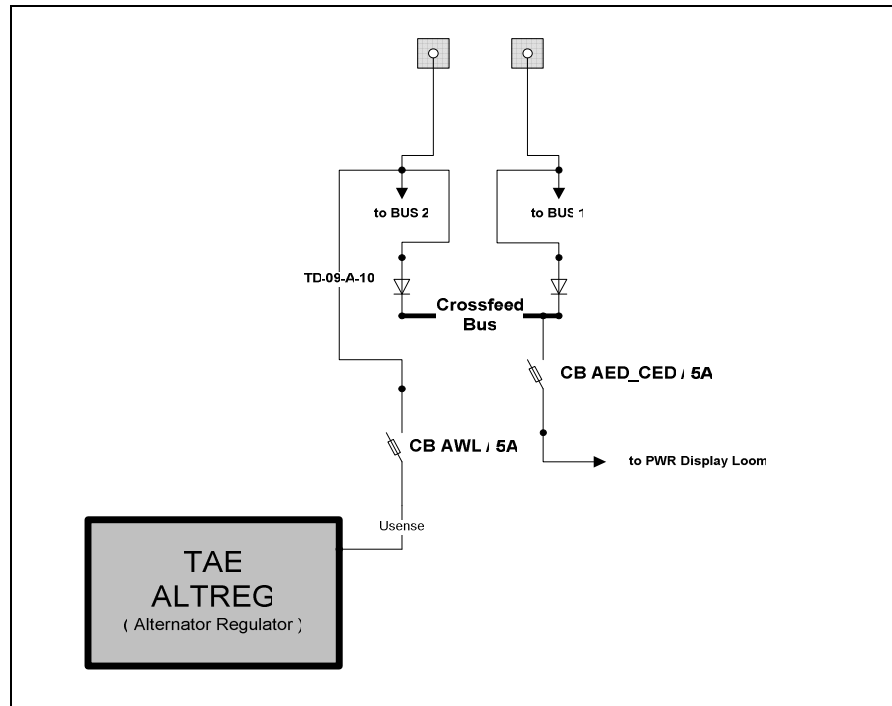 to BUS 2
to BUS 1
TD-09-A-10
Crossfeed
Bus
CB AED_CED / 5A
CB AWL / 5A
to PWR Display Loom
Usense
TAE
ALTREG
( Alternator Regulator )